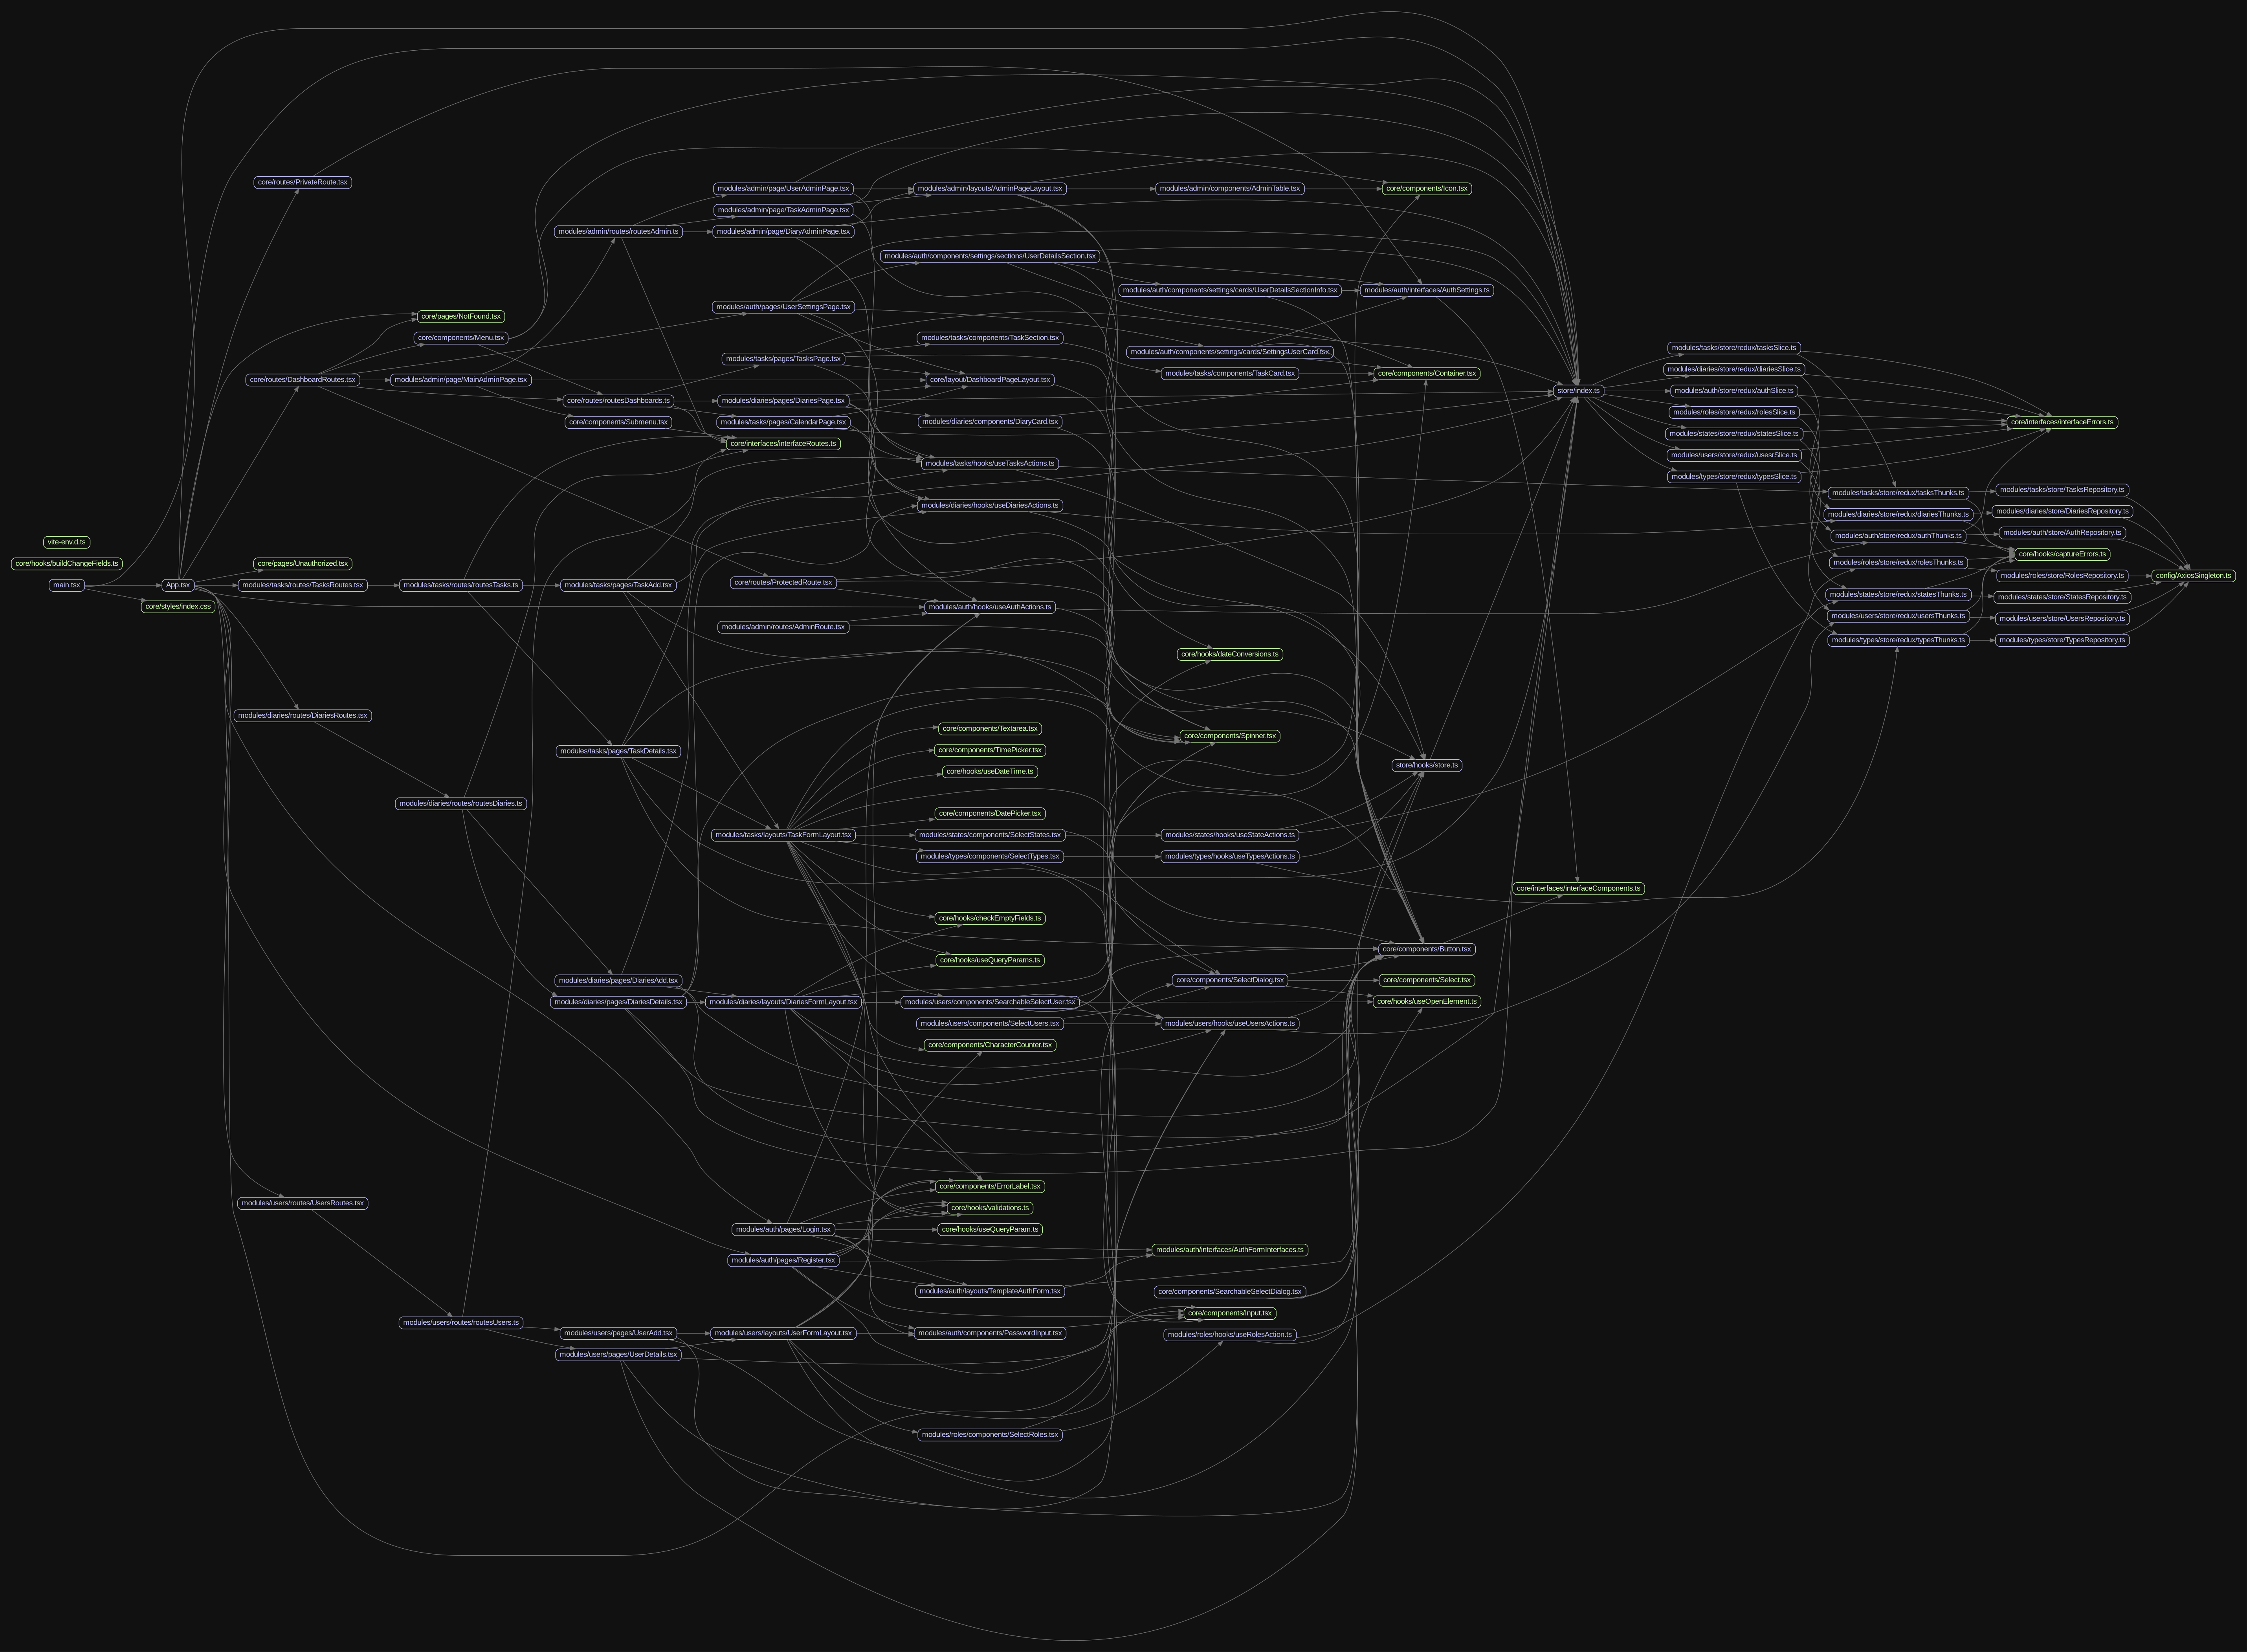 core/routes/PrivateRoute.tsx
modules/admin/page/UserAdminPage.tsx
modules/admin/layouts/AdminPageLayout.tsx
modules/admin/components/AdminTable.tsx
core/components/Icon.tsx
modules/admin/page/TaskAdminPage.tsx
modules/admin/routes/routesAdmin.ts
modules/admin/page/DiaryAdminPage.tsx
modules/auth/components/settings/sections/UserDetailsSection.tsx
modules/auth/components/settings/cards/UserDetailsSectionInfo.tsx
modules/auth/interfaces/AuthSettings.ts
modules/auth/pages/UserSettingsPage.tsx
core/pages/NotFound.tsx
core/components/Menu.tsx
modules/tasks/components/TaskSection.tsx
modules/tasks/store/redux/tasksSlice.ts
modules/tasks/pages/TasksPage.tsx
modules/auth/components/settings/cards/SettingsUserCard.tsx
modules/diaries/store/redux/diariesSlice.ts
core/routes/DashboardRoutes.tsx
modules/admin/page/MainAdminPage.tsx
core/layout/DashboardPageLayout.tsx
modules/tasks/components/TaskCard.tsx
core/components/Container.tsx
store/index.ts
modules/auth/store/redux/authSlice.ts
core/routes/routesDashboards.ts
modules/diaries/pages/DiariesPage.tsx
modules/roles/store/redux/rolesSlice.ts
core/components/Submenu.tsx
modules/tasks/pages/CalendarPage.tsx
modules/diaries/components/DiaryCard.tsx
core/interfaces/interfaceErrors.ts
modules/states/store/redux/statesSlice.ts
core/interfaces/interfaceRoutes.ts
modules/users/store/redux/usesrSlice.ts
modules/tasks/hooks/useTasksActions.ts
modules/types/store/redux/typesSlice.ts
modules/tasks/store/redux/tasksThunks.ts
modules/tasks/store/TasksRepository.ts
modules/diaries/hooks/useDiariesActions.ts
modules/diaries/store/redux/diariesThunks.ts
modules/diaries/store/DiariesRepository.ts
vite-env.d.ts
modules/auth/store/redux/authThunks.ts
modules/auth/store/AuthRepository.ts
core/hooks/buildChangeFields.ts
core/pages/Unauthorized.tsx
core/hooks/captureErrors.ts
modules/roles/store/redux/rolesThunks.ts
modules/roles/store/RolesRepository.ts
config/AxiosSingleton.ts
main.tsx
App.tsx
modules/tasks/routes/TasksRoutes.tsx
modules/tasks/routes/routesTasks.ts
modules/tasks/pages/TaskAdd.tsx
core/routes/ProtectedRoute.tsx
modules/states/store/redux/statesThunks.ts
modules/states/store/StatesRepository.ts
core/styles/index.css
modules/auth/hooks/useAuthActions.ts
modules/users/store/redux/usersThunks.ts
modules/users/store/UsersRepository.ts
modules/admin/routes/AdminRoute.tsx
modules/types/store/redux/typesThunks.ts
modules/types/store/TypesRepository.ts
core/hooks/dateConversions.ts
modules/diaries/routes/DiariesRoutes.tsx
core/components/Textarea.tsx
core/components/Spinner.tsx
modules/tasks/pages/TaskDetails.tsx
core/components/TimePicker.tsx
store/hooks/store.ts
core/hooks/useDateTime.ts
modules/diaries/routes/routesDiaries.ts
core/components/DatePicker.tsx
modules/tasks/layouts/TaskFormLayout.tsx
modules/states/components/SelectStates.tsx
modules/states/hooks/useStateActions.ts
modules/types/components/SelectTypes.tsx
modules/types/hooks/useTypesActions.ts
core/interfaces/interfaceComponents.ts
core/hooks/checkEmptyFields.ts
core/components/Button.tsx
core/hooks/useQueryParams.ts
modules/diaries/pages/DiariesAdd.tsx
core/components/SelectDialog.tsx
core/components/Select.tsx
modules/diaries/pages/DiariesDetails.tsx
modules/diaries/layouts/DiariesFormLayout.tsx
modules/users/components/SearchableSelectUser.tsx
core/hooks/useOpenElement.ts
modules/users/components/SelectUsers.tsx
modules/users/hooks/useUsersActions.ts
core/components/CharacterCounter.tsx
core/components/ErrorLabel.tsx
modules/users/routes/UsersRoutes.tsx
core/hooks/validations.ts
modules/auth/pages/Login.tsx
core/hooks/useQueryParam.ts
modules/auth/interfaces/AuthFormInterfaces.ts
modules/auth/pages/Register.tsx
modules/auth/layouts/TemplateAuthForm.tsx
core/components/SearchableSelectDialog.tsx
core/components/Input.tsx
modules/users/routes/routesUsers.ts
modules/users/pages/UserAdd.tsx
modules/users/layouts/UserFormLayout.tsx
modules/auth/components/PasswordInput.tsx
modules/roles/hooks/useRolesAction.ts
modules/users/pages/UserDetails.tsx
modules/roles/components/SelectRoles.tsx